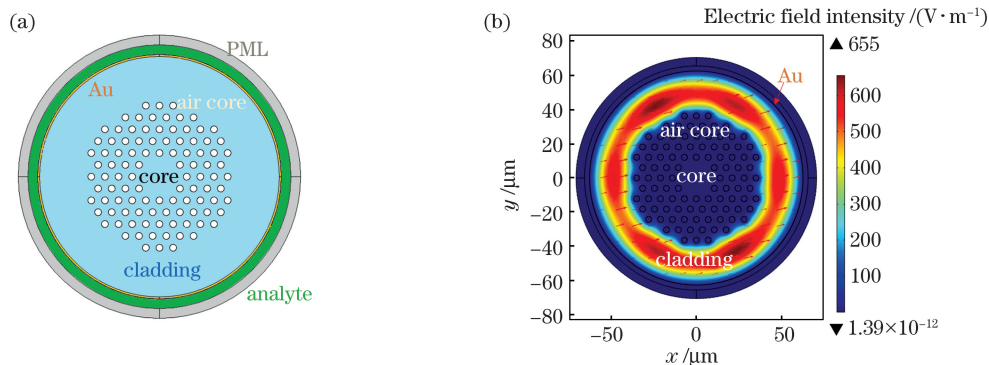 (a)
PML
Au
air core
core
cladding
analyte
(b)
Electric field intensity /(V·m⁻¹)
▲ 655
80
60
40
20
0
−20
−40
−60
−80
y /μm
−50
0
50
x /μm
Au
air core
core
cladding
600
500
400
300
200
100
▼ 1.39×10⁻¹²